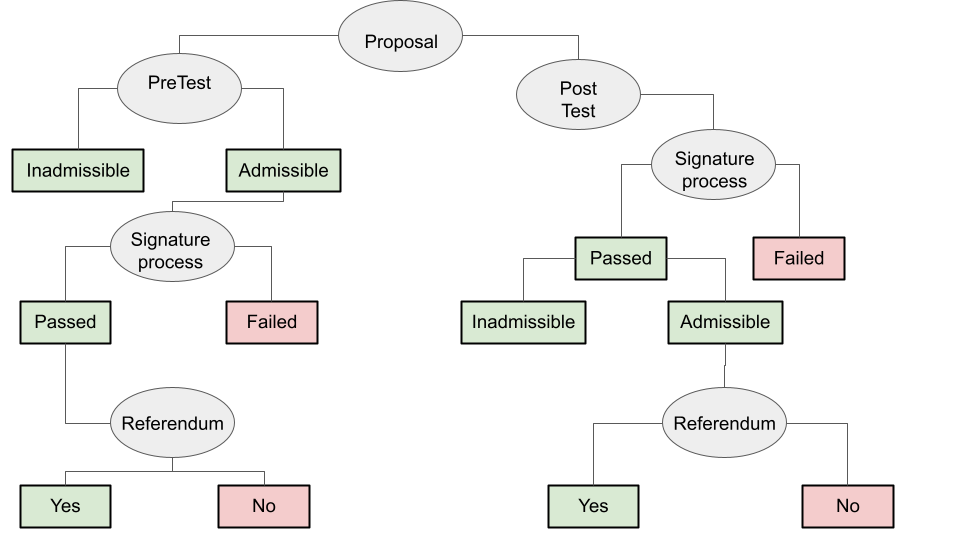 Proposal
PreTest
Post
Test
Inadmissible
Admissible
Signature
process
Signature
process
Passed
Failed
Passed
Failed
Inadmissible
Admissible
Referendum
Referendum
Yes
No
Yes
No